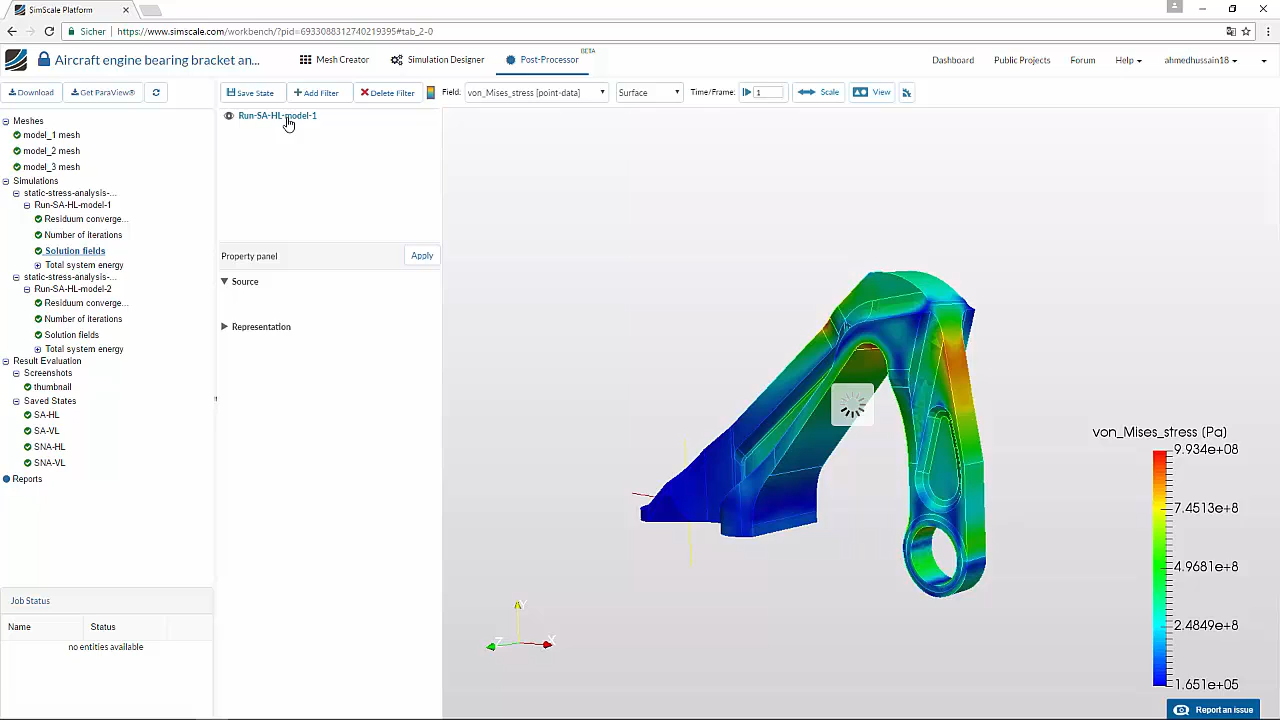 SimScale Platform
Sicher
https://www.simscale.com/workbench/?pid=6933088312740219395#tab_2-0
Aircraft engine bearing bracket an...
Mesh Creator
Simulation Designer
Post-Processor
BETA
Dashboard
Public Projects
Forum
Help
ahmedhussain18
Download
Get ParaView®
Save State
Add Filter
Delete Filter
Field:
von_Mises_stress [point-data]
Surface
Time/Frame:
1
Scale
View
Meshes
model_1 mesh
model_2 mesh
model_3 mesh
Simulations
static-stress-analysis-...
Run-SA-HL-model-1
Residuum converge...
Number of iterations
Solution fields
Total system energy
static-stress-analysis-...
Run-SA-HL-model-2
Residuum converge...
Number of iterations
Solution fields
Total system energy
Result Evaluation
Screenshots
thumbnail
Saved States
SA-HL
SA-VL
SNA-HL
SNA-VL
Reports
Job Status
Name
Status
no entities available
Run-SA-HL-model-1
Property panel
Apply
Source
Representation
von_Mises_stress (Pa)
9.934e+08
7.4513e+8
4.9681e+8
2.4849e+8
1.651e+05
Y
Z
X
Report an issue